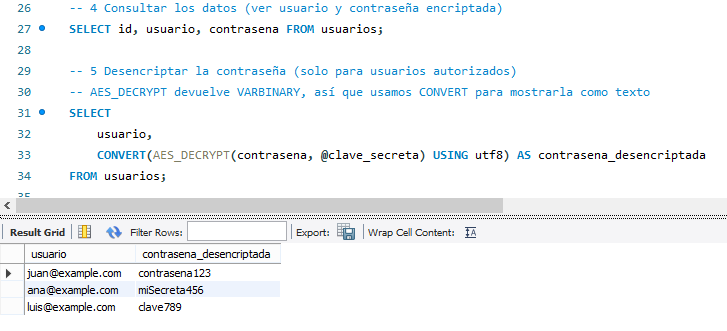 26 -- 4 Consultar los datos (ver usuario y contraseña encriptada)
27 SELECT id, usuario, contrasena FROM usuarios;
28
29 -- 5 Desencriptar la contraseña (solo para usuarios autorizados)
30 -- AES_DECRYPT devuelve VARBINARY, así que usamos CONVERT para mostrarla como texto
31 SELECT
32 usuario,
33 CONVERT(AES_DECRYPT(contrasena, @clave_secreta) USING utf8) AS contrasena_desencriptada
34 FROM usuarios;
Result Grid Filter Rows: Export: Wrap Cell Content:
usuario contrasena_desencriptada
juan@example.com contrasena123
ana@example.com miSecreta456
luis@example.com clave789